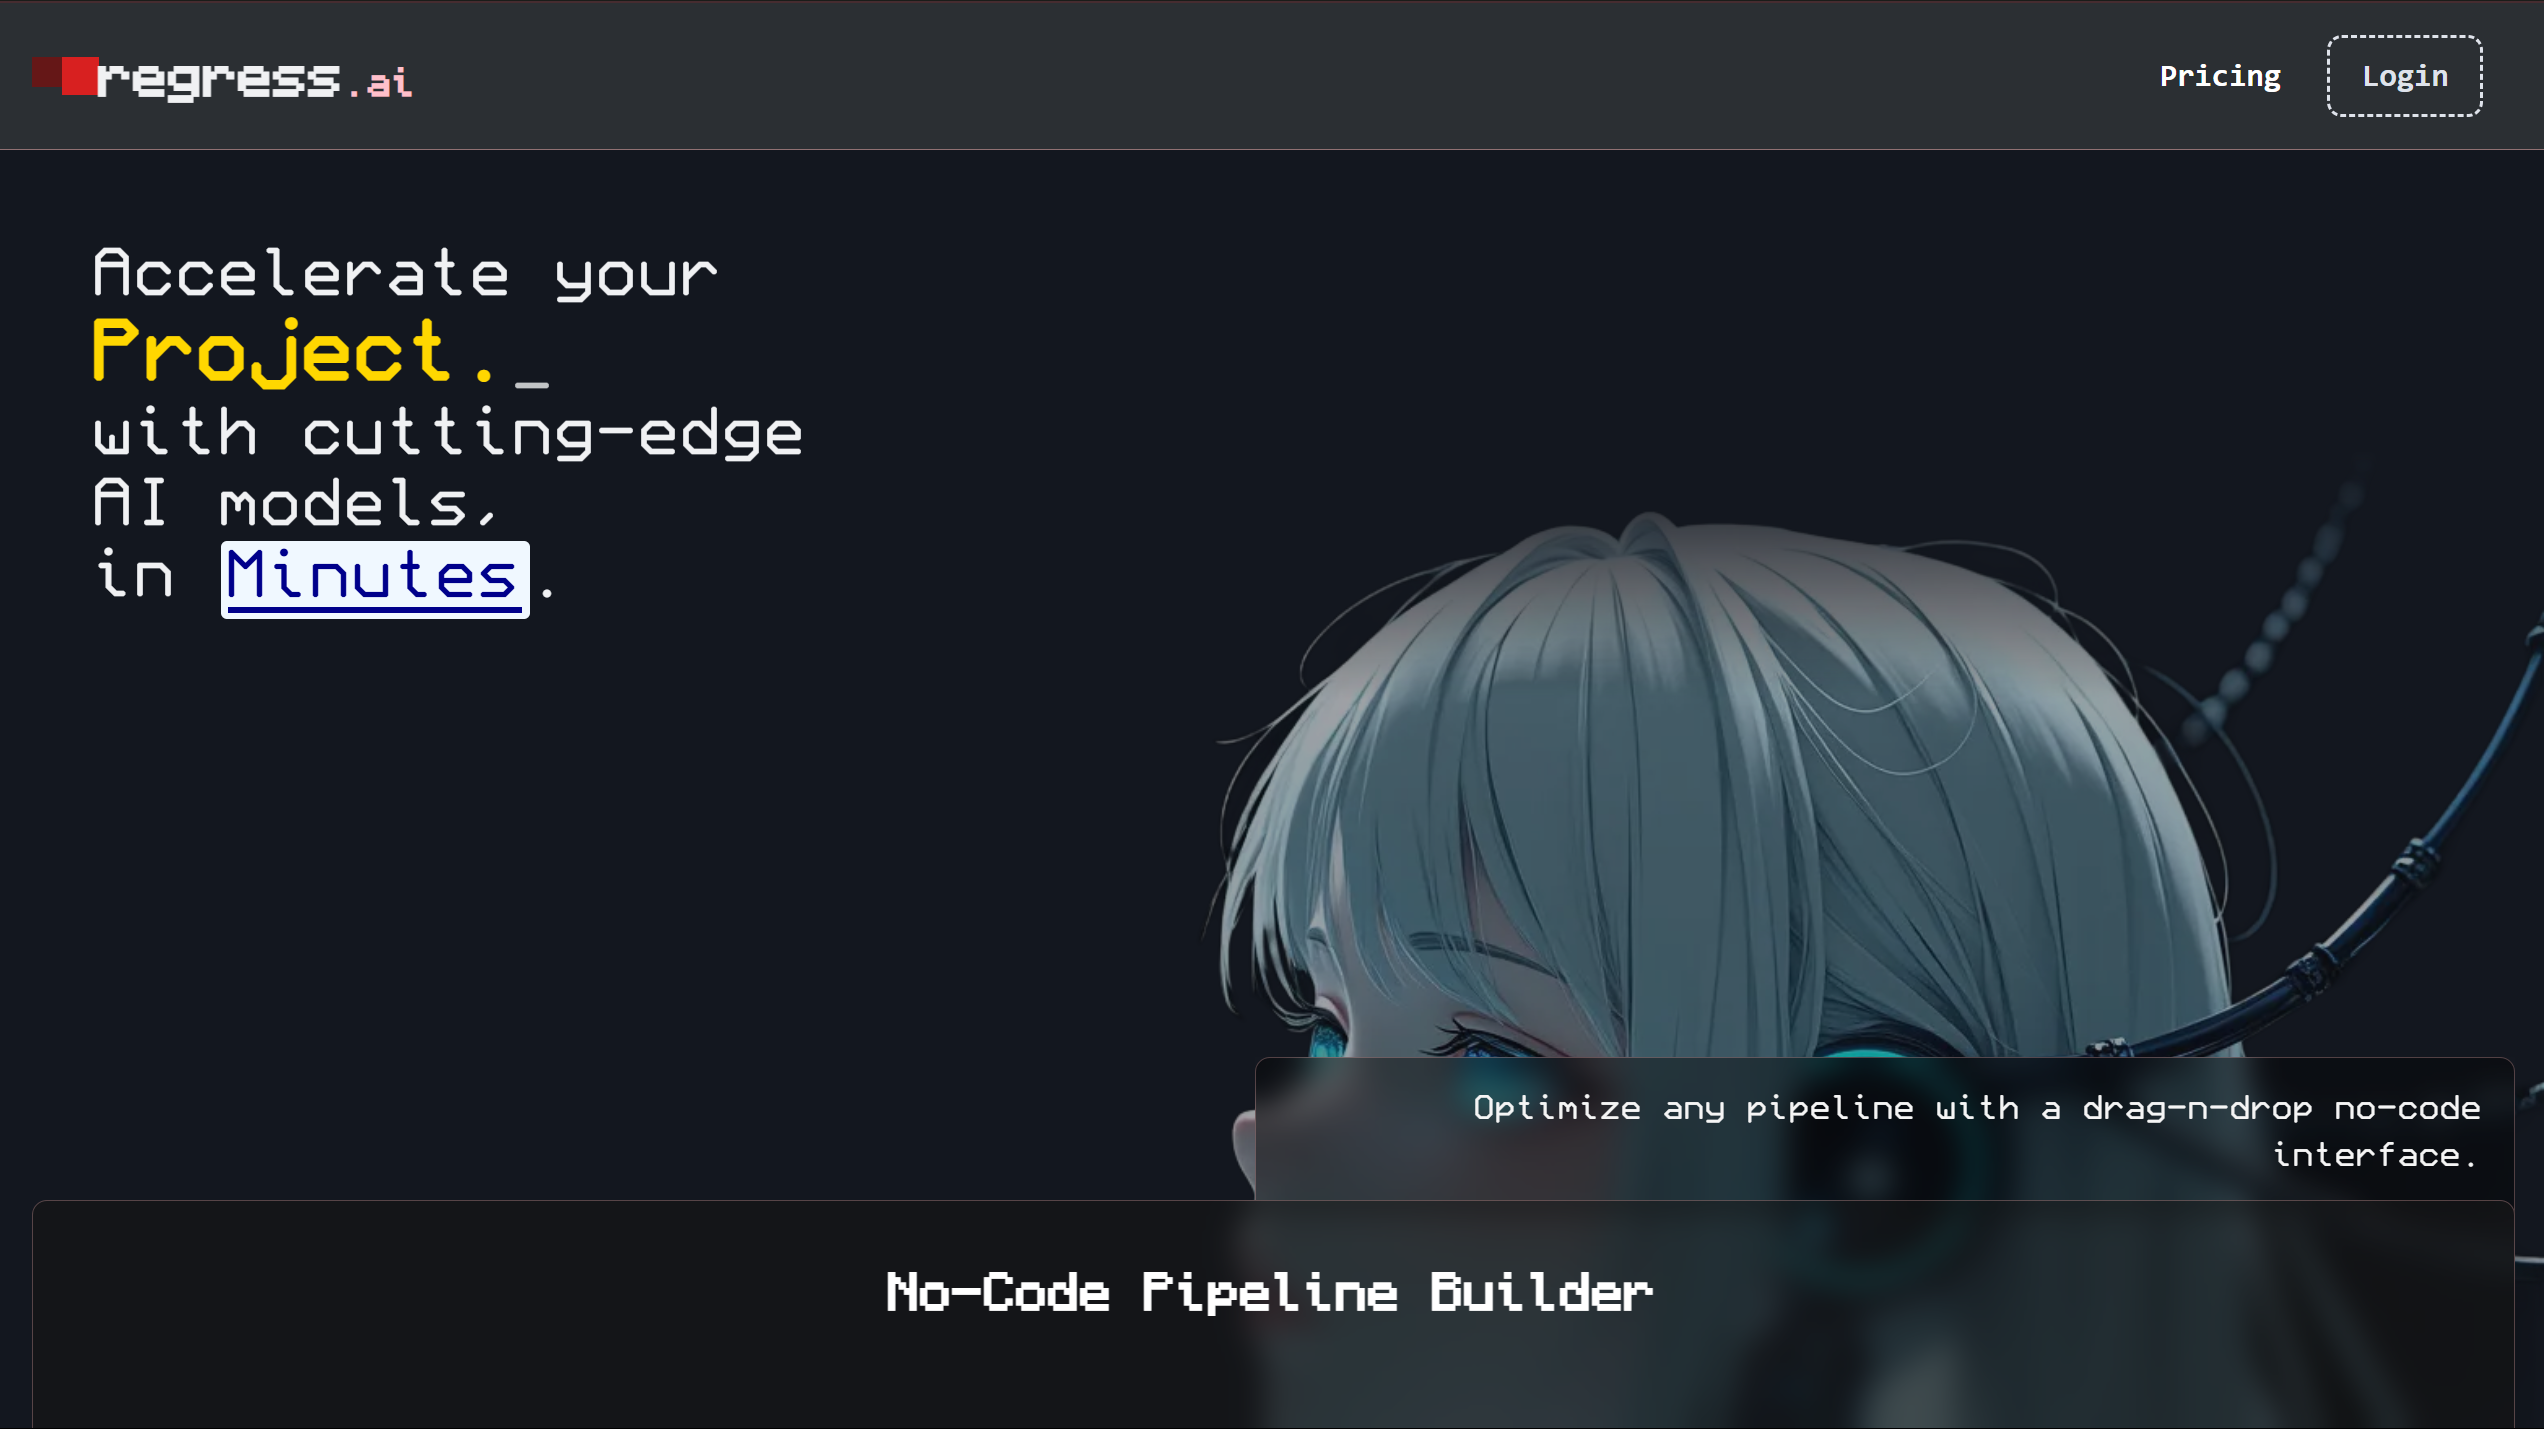 regress.ai
Pricing
Login
Accelerate your
Project._
with cutting-edge
AI models,
in Minutes.
Optimize any pipeline with a drag-n-drop no-code
interface.
No-Code Pipeline Builder